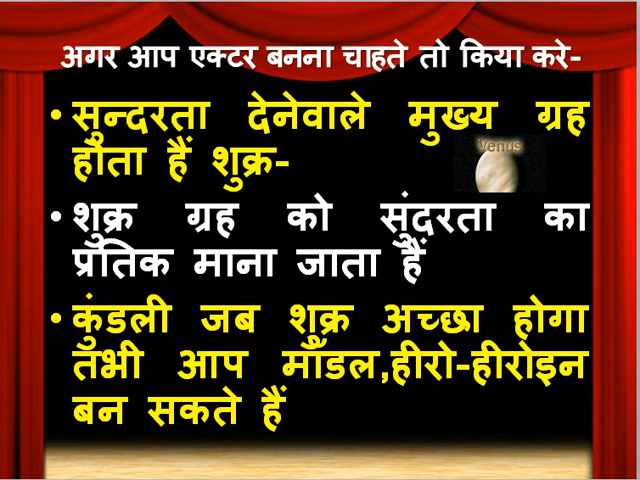 अगर आप एक्टर बनना चाहते तो किया करे-
• सुन्दरता देनेवाले मुख्य ग्रह
होता हैं शुक्र-
Venus
• शुक्र ग्रह को सुंदरता का
प्रतिक माना जाता हैं
• कुंडली जब शुक्र अच्छा होगा
तभी आप मॉडल,हीरो-हीरोइन
बन सकते हैं